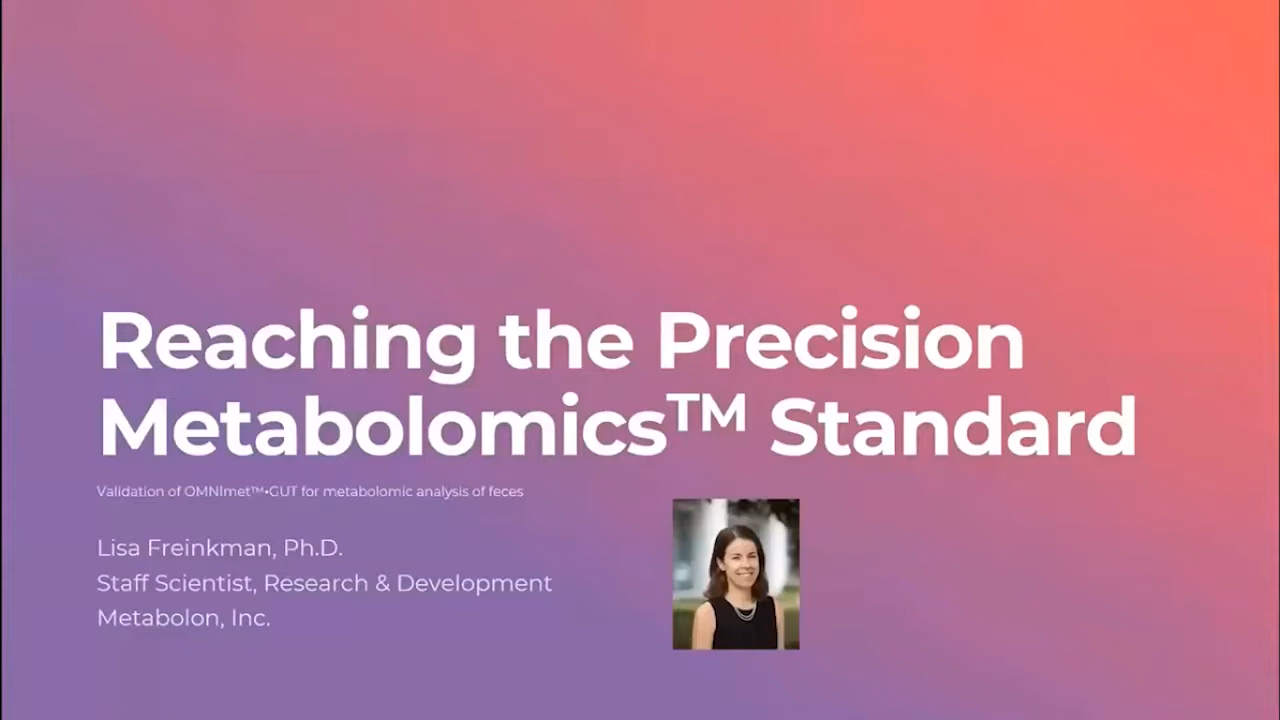 Reaching the Precision
Metabolomics™ Standard
Validation of OMNImet™•GUT for metabolomic analysis of feces
Lisa Freinkman, Ph.D.
Staff Scientist, Research & Development
Metabolon, Inc.